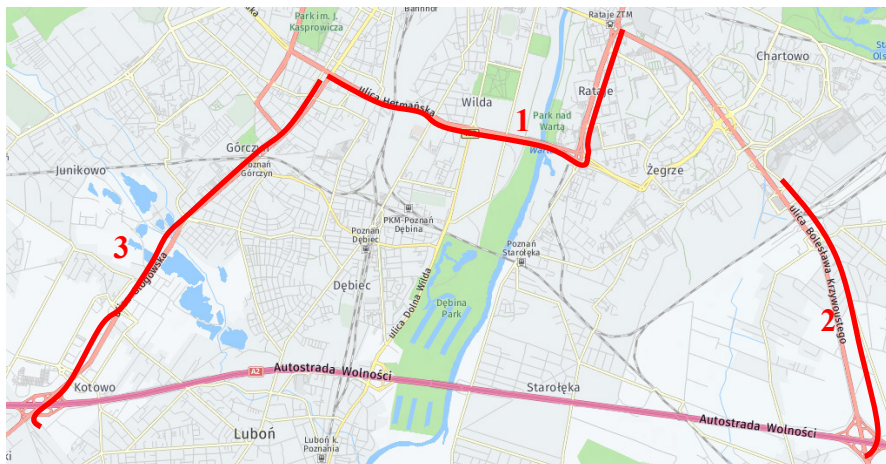 Park im. J.
Kasprowicza
Rataje ZTM
Chartowo
ulica Hetmańska
Wilda
1
Rataje
Park nad
Wartą
Górczyn
Poznań
Górczyn
Żegrze
Junikowo
PKM-Poznań
Dębina
3
Poznań
Dębiec
Poznań
Starołęka
ulica Bolesława Krzywoustego
Dębiec
ulica Dolna Wilda
Dębina
Park
2
Kotowo
A2
Autostrada Wolności
Starołęka
Autostrada Wolności
Luboń
Luboń k.
Poznania